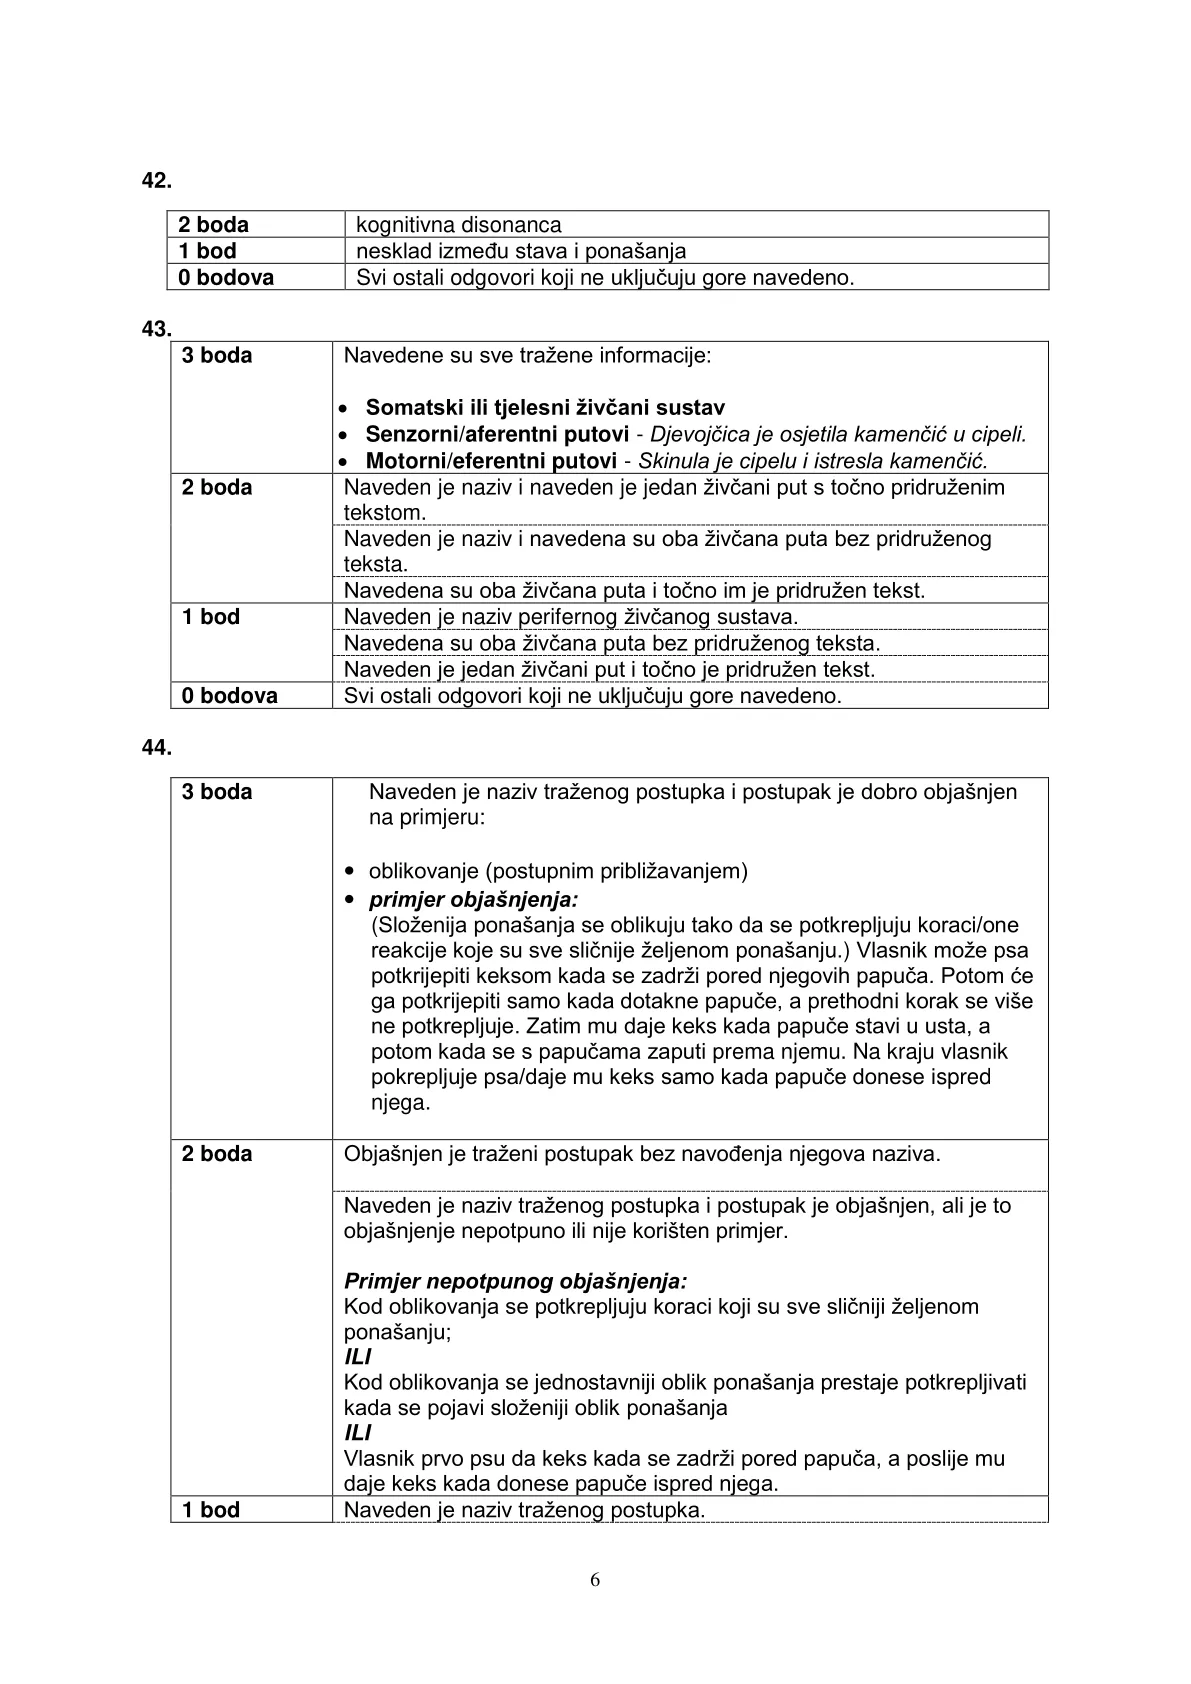 42.
2 boda kognitivna disonanca
1 bod nesklad između stava i ponašanja
0 bodova Svi ostali odgovori koji ne uključuju gore navedeno.
43.
3 boda Navedene su sve tražene informacije:
• Somatski ili tjelesni živčani sustav
• Senzorni/aferentni putovi - Djevojčica je osjetila kamenčić u cipeli.
• Motorni/eferentni putovi - Skinula je cipelu i istresla kamenčić.
2 boda Naveden je naziv i naveden je jedan živčani put s točno pridruženim
tekstom.
Naveden je naziv i navedena su oba živčana puta bez pridruženog
teksta.
Navedena su oba živčana puta i točno im je pridružen tekst.
1 bod Naveden je naziv perifernog živčanog sustava.
Navedena su oba živčana puta bez pridruženog teksta.
Naveden je jedan živčani put i točno je pridružen tekst.
0 bodova Svi ostali odgovori koji ne uključuju gore navedeno.
44.
3 boda Naveden je naziv traženog postupka i postupak je dobro objašnjen
na primjeru:
• oblikovanje (postupnim približavanjem)
• primjer objašnjenja:
(Složenija ponašanja se oblikuju tako da se potkrepljuju koraci/one
reakcije koje su sve sličnije željenom ponašanju.) Vlasnik može psa
potkrijepiti keksom kada se zadrži pored njegovih papuča. Potom će
ga potkrijepiti samo kada dotakne papuče, a prethodni korak se više
ne potkrepljuje. Zatim mu daje keks kada papuče stavi u usta, a
potom kada se s papučama zaputi prema njemu. Na kraju vlasnik
pokrepljuje psa/daje mu keks samo kada papuče donese ispred
njega.
2 boda Objašnjen je traženi postupak bez navođenja njegova naziva.
Naveden je naziv traženog postupka i postupak je objašnjen, ali je to
objašnjenje nepotpuno ili nije korišten primjer.
Primjer nepotpunog objašnjenja:
Kod oblikovanja se potkrepljuju koraci koji su sve sličniji željenom
ponašanju;
ILI
Kod oblikovanja se jednostavniji oblik ponašanja prestaje potkrepljivati
kada se pojavi složeniji oblik ponašanja
ILI
Vlasnik prvo psu da keks kada se zadrži pored papuča, a poslije mu
daje keks kada donese papuče ispred njega.
1 bod Naveden je naziv traženog postupka.
6